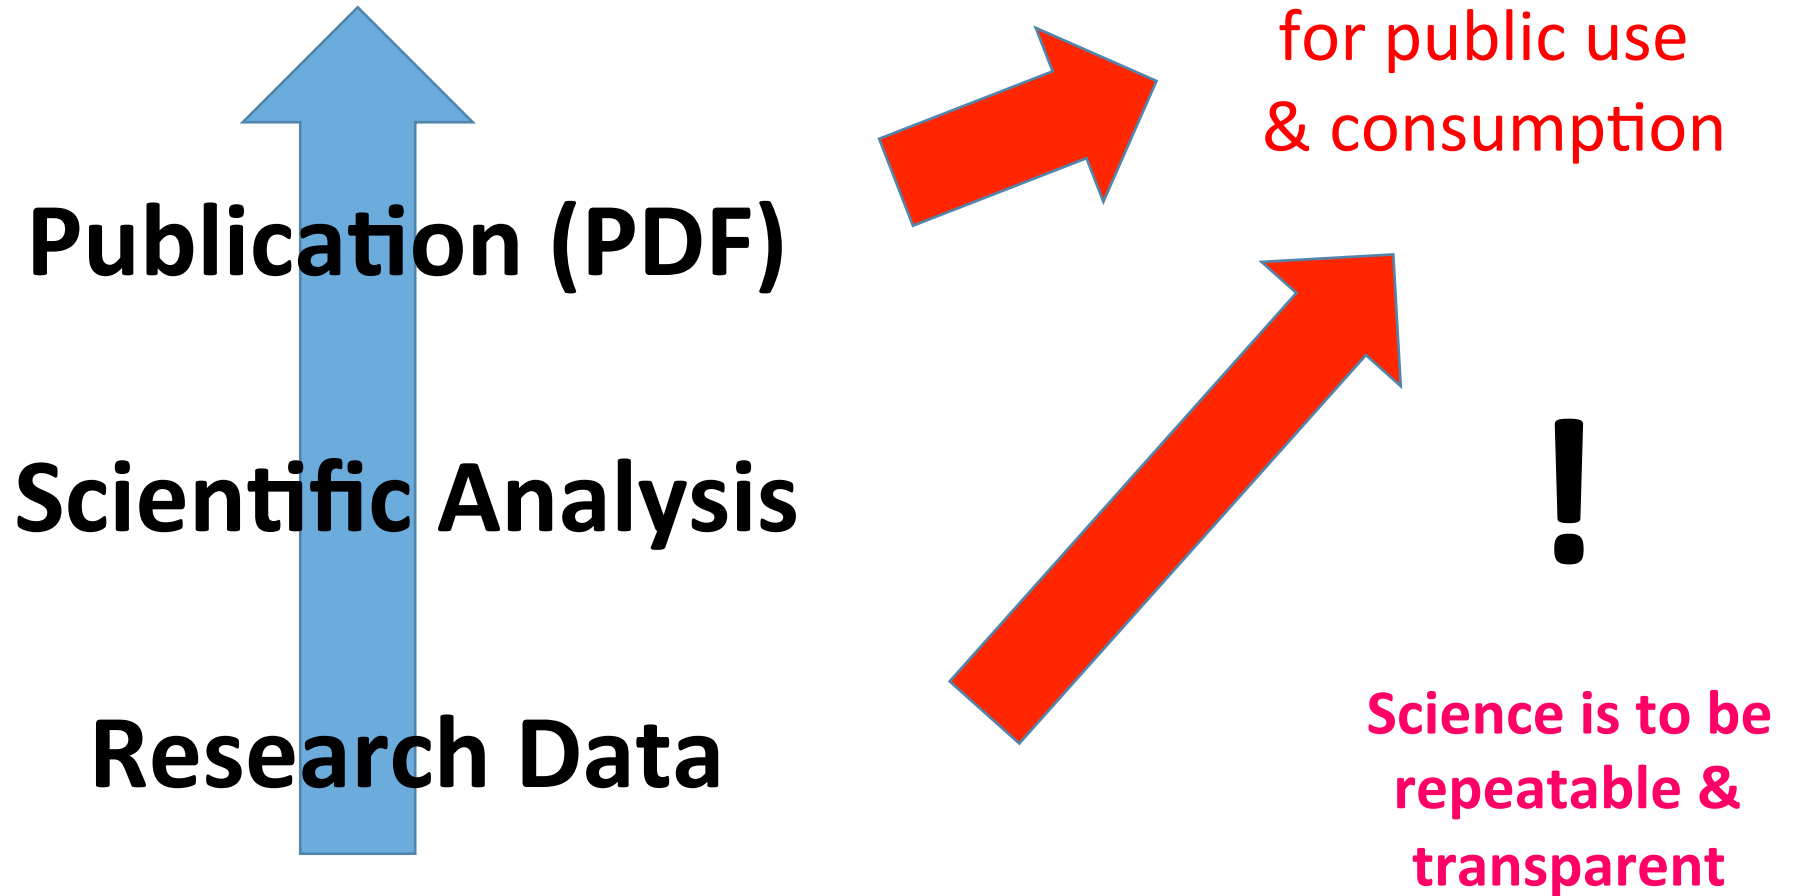 for public use
& consumption
Publication (PDF)
Scientific Analysis
!
Research Data
Science is to be
repeatable &
transparent